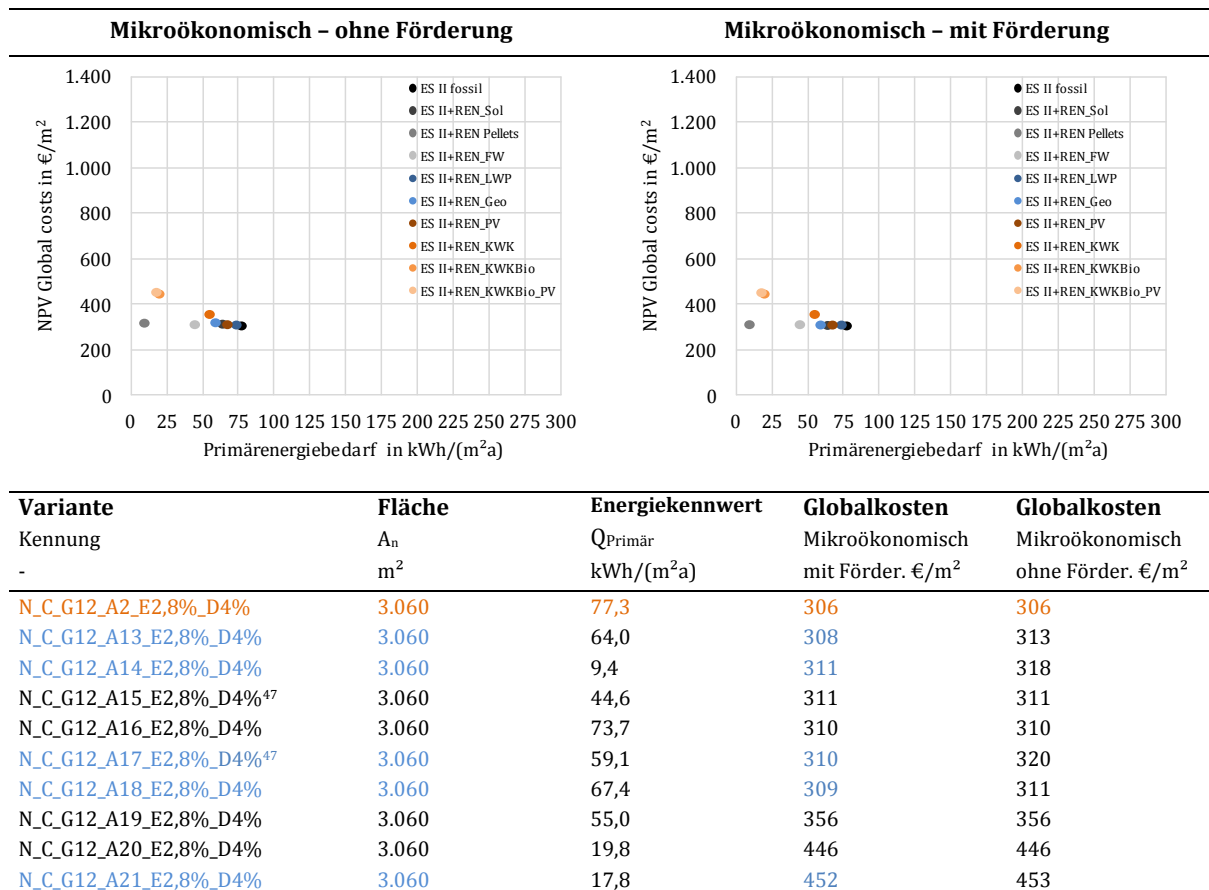 Mikroökonomisch – ohne Förderung
NPV Global costs in €/m²
1.400
1.200
1.000
800
600
400
200
0
0 25 50 75 100 125 150 175 200 225 250 275 300
Primärenergiebedarf in kWh/(m²a)
ES II fossil
ES II+REN_Sol
ES II+REN Pellets
ES II+REN_FW
ES II+REN_LWP
ES II+REN_Geo
ES II+REN_PV
ES II+REN_KWK
ES II+REN_KWKBio
ES II+REN_KWKBio_PV
Mikroökonomisch – mit Förderung
NPV Global costs in €/m²
1.400
1.200
1.000
800
600
400
200
0
0 25 50 75 100 125 150 175 200 225 250 275 300
Primärenergiebedarf in kWh/(m²a)
ES II fossil
ES II+REN_Sol
ES II+REN Pellets
ES II+REN_FW
ES II+REN_LWP
ES II+REN_Geo
ES II+REN_PV
ES II+REN_KWK
ES II+REN_KWKBio
ES II+REN_KWKBio_PV
Variante Fläche Energiekennwert Globalkosten Globalkosten
Kennung Aₙ QPrimär Mikroökonomisch Mikroökonomisch
- m² kWh/(m²a) mit Förder. €/m² ohne Förder. €/m²
N_C_G12_A2_E2,8%_D4% 3.060 77,3 306 306
N_C_G12_A13_E2,8%_D4% 3.060 64,0 308 313
N_C_G12_A14_E2,8%_D4% 3.060 9,4 311 318
N_C_G12_A15_E2,8%_D4%⁴⁷ 3.060 44,6 311 311
N_C_G12_A16_E2,8%_D4% 3.060 73,7 310 310
N_C_G12_A17_E2,8%_D4%⁴⁷ 3.060 59,1 310 320
N_C_G12_A18_E2,8%_D4% 3.060 67,4 309 311
N_C_G12_A19_E2,8%_D4% 3.060 55,0 356 356
N_C_G12_A20_E2,8%_D4% 3.060 19,8 446 446
N_C_G12_A21_E2,8%_D4% 3.060 17,8 452 453